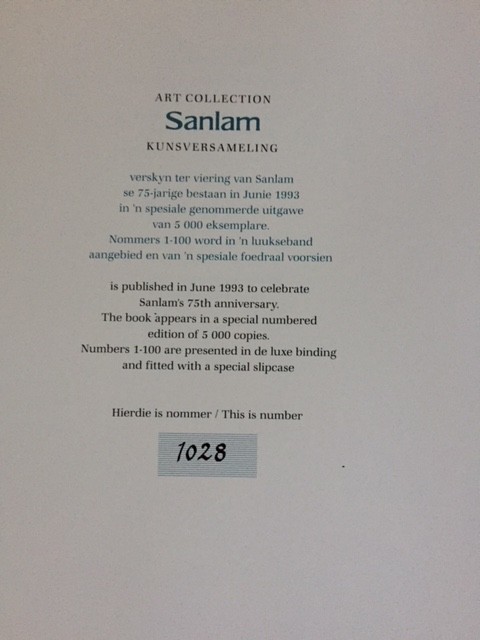 ART COLLECTION
Sanlam
KUNSVERSAMELING
verskyn ter viering van Sanlam
se 75-jarige bestaan in Junie 1993
in 'n spesiale genommerde uitgawe
van 5 000 eksemplare.
Nommers 1-100 word in 'n luukseband
aangebied en van 'n spesiale foedraal voorsien
is published in June 1993 to celebrate
Sanlam's 75th anniversary.
The book appears in a special numbered
edition of 5 000 copies.
Numbers 1-100 are presented in de luxe binding
and fitted with a special slipcase
Hierdie is nommer / This is number
1028